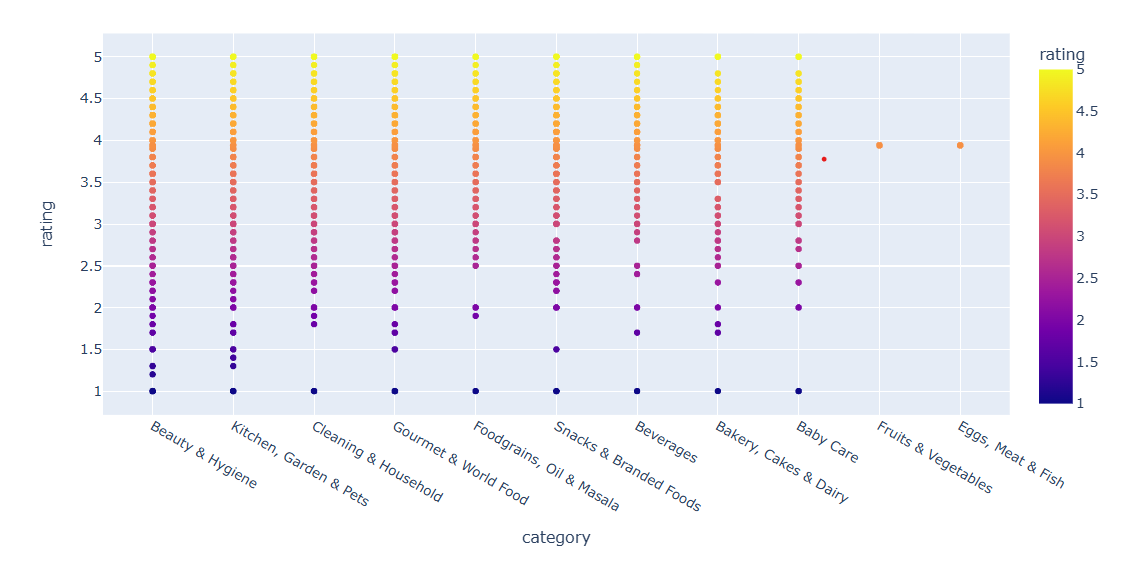 rating
5
4.5
4
3.5
3
2.5
2
1.5
1
Beauty & Hygiene
Kitchen, Garden & Pets
Cleaning & Household
Gourmet & World Food
Foodgrains, Oil & Masala
Snacks & Branded Foods
Beverages
Bakery, Cakes & Dairy
Baby Care
Fruits & Vegetables
Eggs, Meat & Fish
category
rating
5
4.5
4
3.5
3
2.5
2
1.5
1